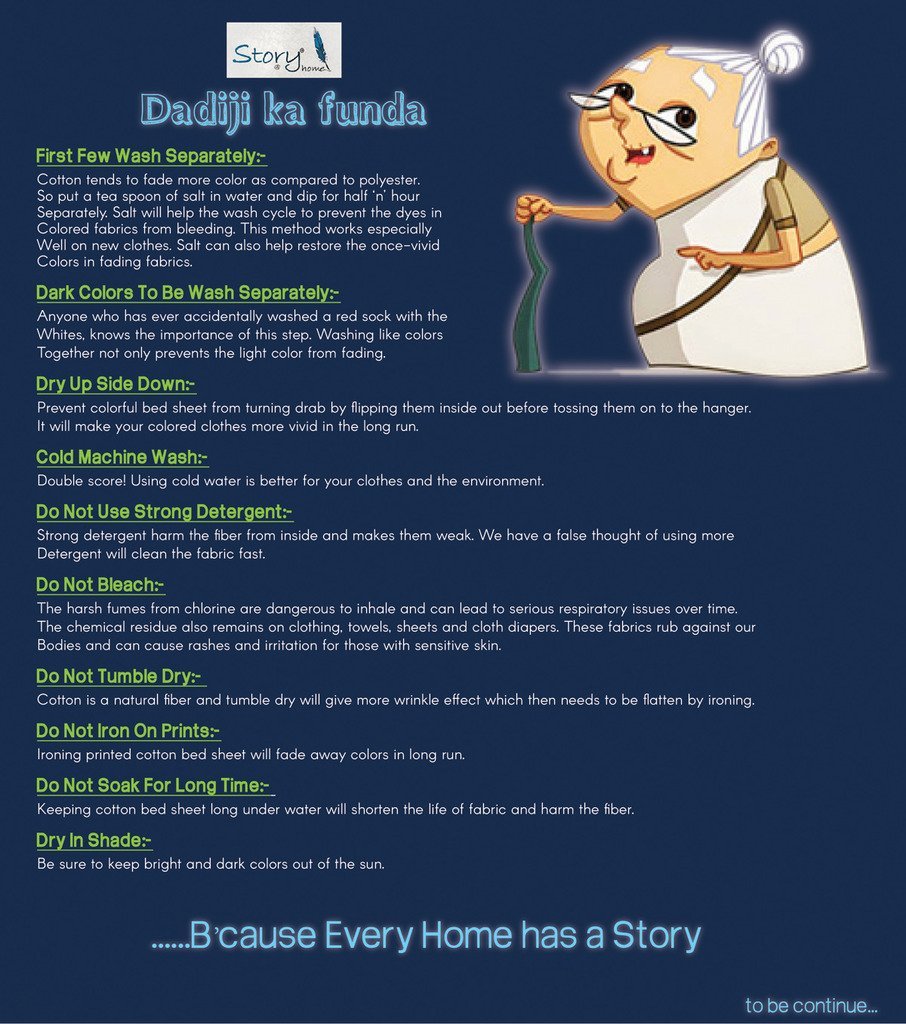 Story®
@ home
Dadiji ka funda
First Few Wash Separately:-
Cotton tends to fade more color as compared to polyester.
So put a tea spoon of salt in water and dip for half 'n' hour
Separately. Salt will help the wash cycle to prevent the dyes in
Colored fabrics from bleeding. This method works especially
Well on new clothes. Salt can also help restore the once-vivid
Colors in fading fabrics.
Dark Colors To Be Wash Separately:-
Anyone who has ever accidentally washed a red sock with the
Whites, knows the importance of this step. Washing like colors
Together not only prevents the light color from fading.
Dry Up Side Down:-
Prevent colorful bed sheet from turning drab by flipping them inside out before tossing them on to the hanger.
It will make your colored clothes more vivid in the long run.
Cold Machine Wash:-
Double score! Using cold water is better for your clothes and the environment.
Do Not Use Strong Detergent:-
Strong detergent harm the fiber from inside and makes them weak. We have a false thought of using more
Detergent will clean the fabric fast.
Do Not Bleach:-
The harsh fumes from chlorine are dangerous to inhale and can lead to serious respiratory issues over time.
The chemical residue also remains on clothing, towels, sheets and cloth diapers. These fabrics rub against our
Bodies and can cause rashes and irritation for those with sensitive skin.
Do Not Tumble Dry:-
Cotton is a natural fiber and tumble dry will give more wrinkle effect which then needs to be flatten by ironing.
Do Not Iron On Prints:-
Ironing printed cotton bed sheet will fade away colors in long run.
Do Not Soak For Long Time:-
Keeping cotton bed sheet long under water will shorten the life of fabric and harm the fiber.
Dry In Shade:-
Be sure to keep bright and dark colors out of the sun.
......B'cause Every Home has a Story
to be continue...